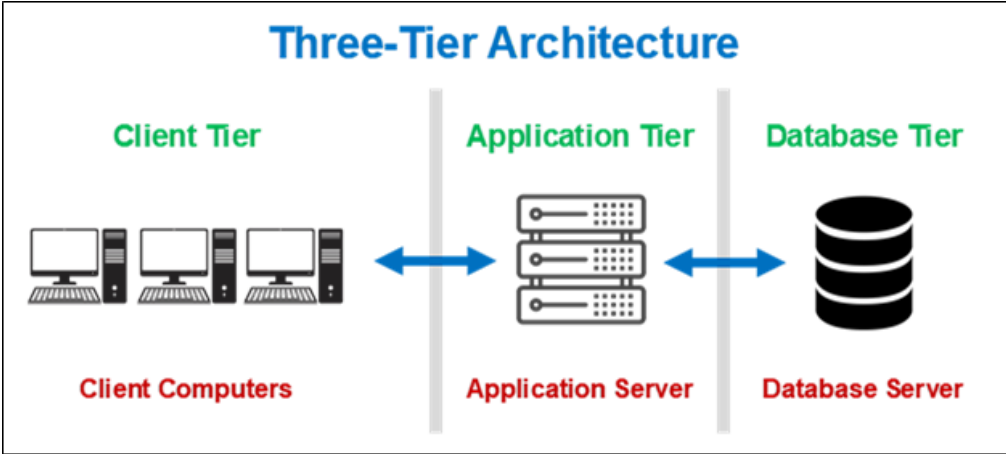 Three-Tier Architecture
Client Tier
Application Tier
Database Tier
Client Computers
Application Server
Database Server